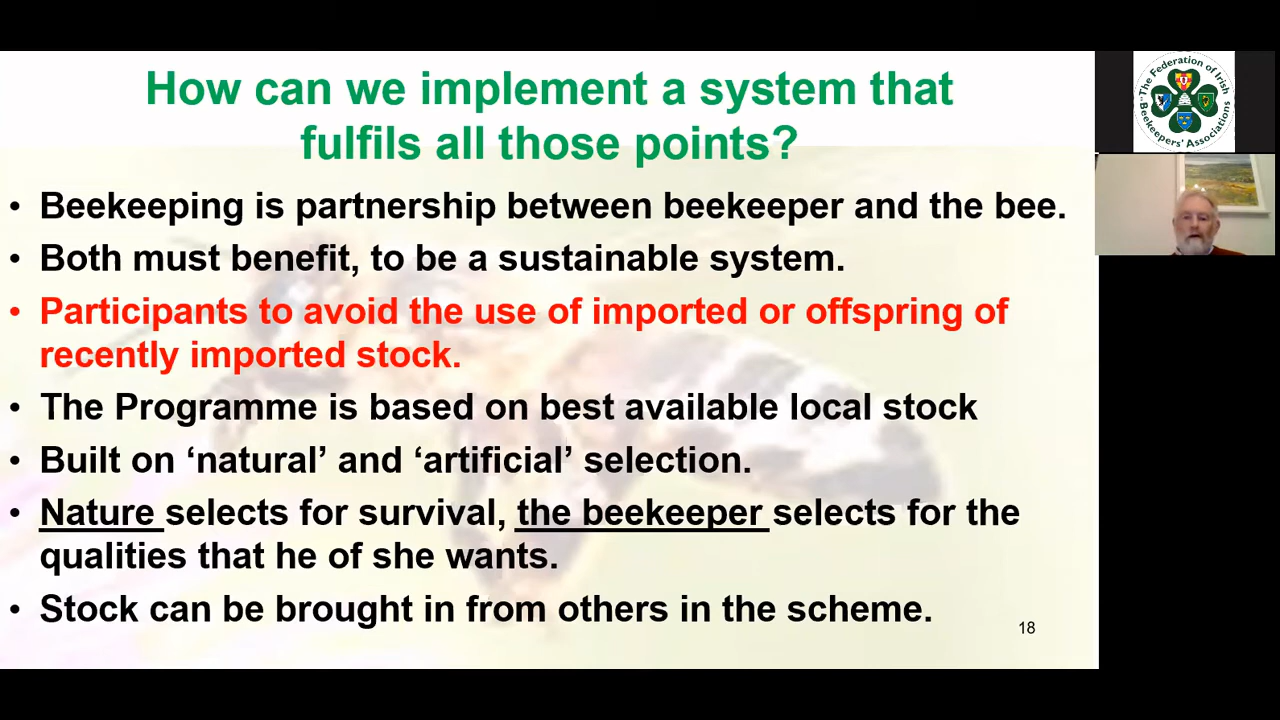 How can we implement a system that
fulfils all those points?
• Beekeeping is partnership between beekeeper and the bee.
• Both must benefit, to be a sustainable system.
• Participants to avoid the use of imported or offspring of
recently imported stock.
• The Programme is based on best available local stock
• Built on ‘natural’ and ‘artificial’ selection.
• Nature selects for survival, the beekeeper selects for the
qualities that he of she wants.
• Stock can be brought in from others in the scheme.
18
"The Federation of Irish
Beekeepers' Associations"